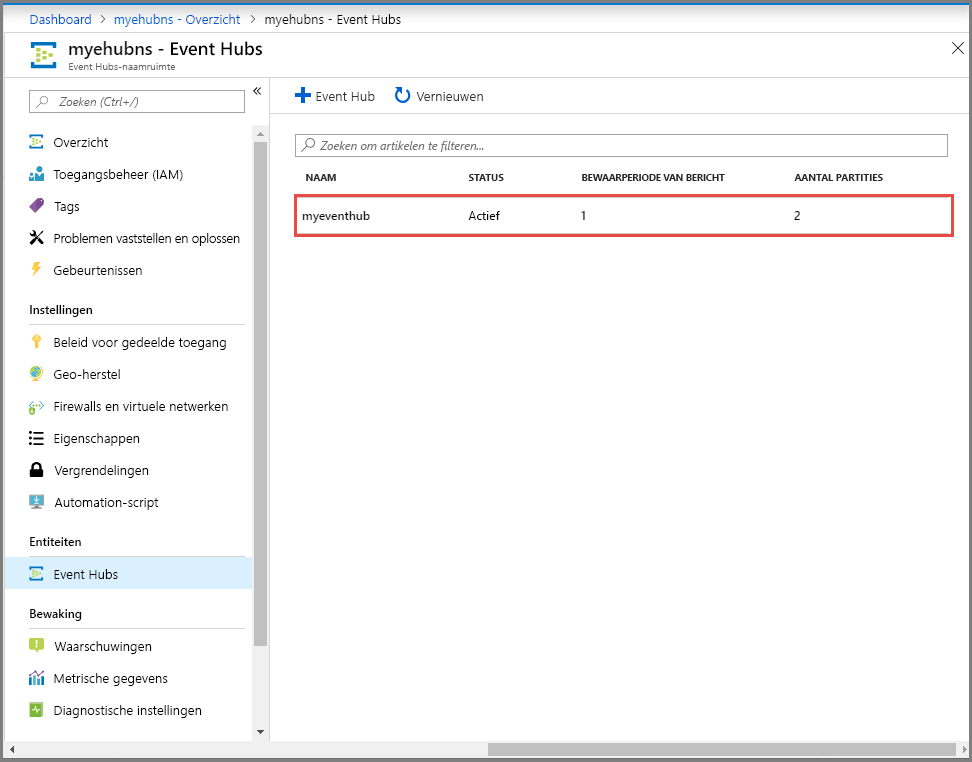 Dashboard > myehubns - Overzicht > myehubns - Event Hubs
myehubns - Event Hubs
Event Hubs-naamruimte
Zoeken (Ctrl+/)
Overzicht
Toegangsbeheer (IAM)
Tags
Problemen vaststellen en oplossen
Gebeurtenissen
Instellingen
Beleid voor gedeelde toegang
Geo-herstel
Firewalls en virtuele netwerken
Eigenschappen
Vergrendelingen
Automation-script
Entiteiten
Event Hubs
Bewaking
Waarschuwingen
Metrische gegevens
Diagnostische instellingen
Event Hub Vernieuwen
Zoeken om artikelen te filteren...
NAAM STATUS BEWAARPERIODE VAN BERICHT AANTAL PARTITIES
myeventhub Actief 1 2